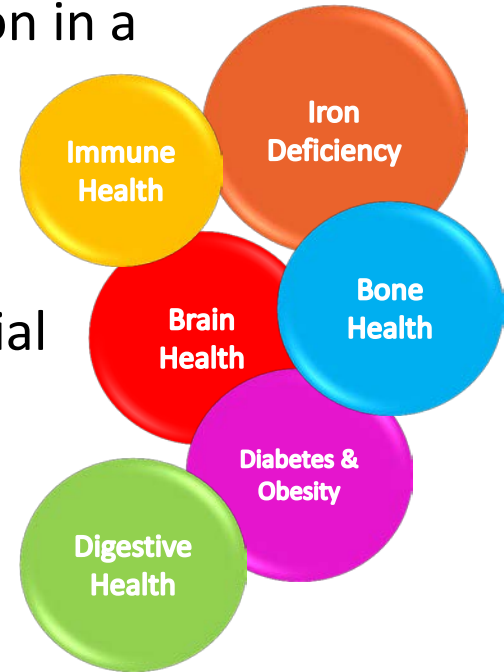 on in a
Iron
Deficiency
Immune
Health
Bone
Health
Brain
Health
ial
Diabetes &
Obesity
Digestive
Health